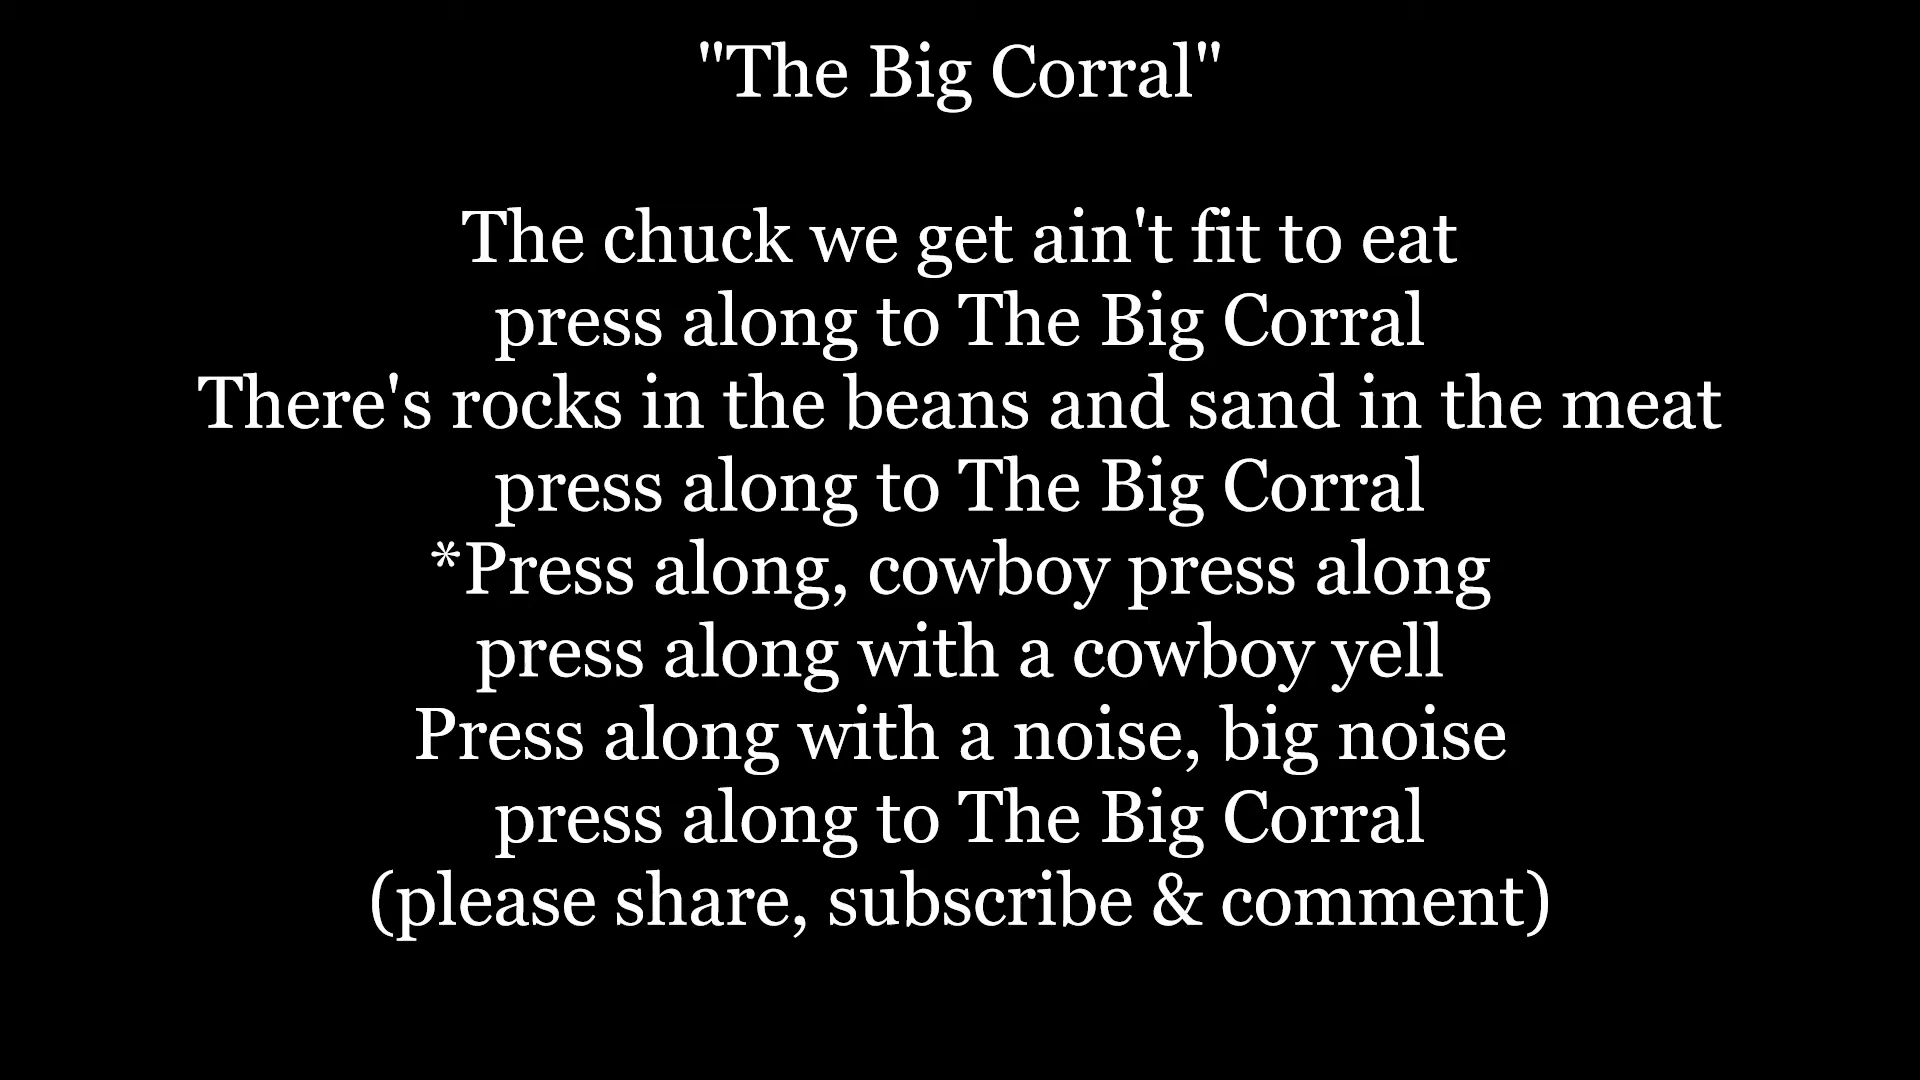 "The Big Corral"
The chuck we get ain't fit to eat
press along to The Big Corral
There's rocks in the beans and sand in the meat
press along to The Big Corral
*Press along, cowboy press along
press along with a cowboy yell
Press along with a noise, big noise
press along to The Big Corral
(please share, subscribe & comment)